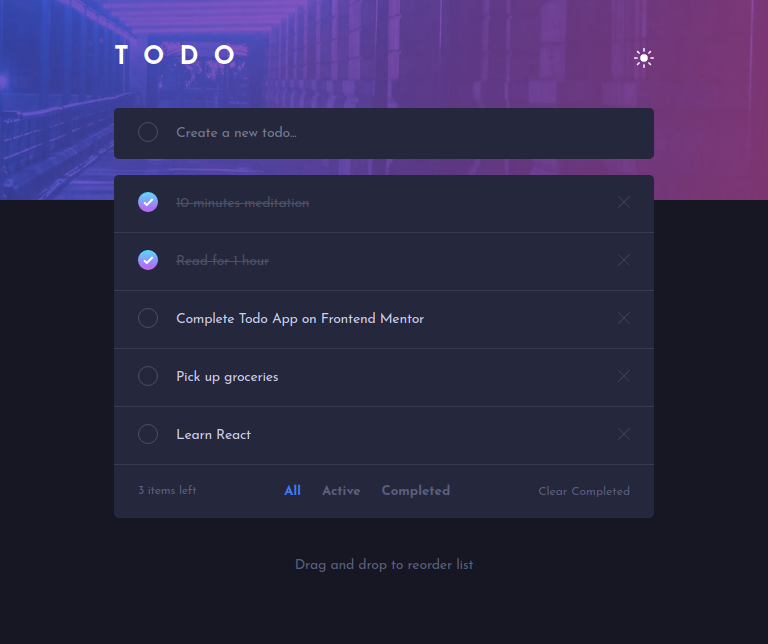 TODO
Create a new todo...
10 minutes meditation
Read for 1 hour
Complete Todo App on Frontend Mentor
Pick up groceries
Learn React
3 items left All Active Completed Clear Completed
Drag and drop to reorder list